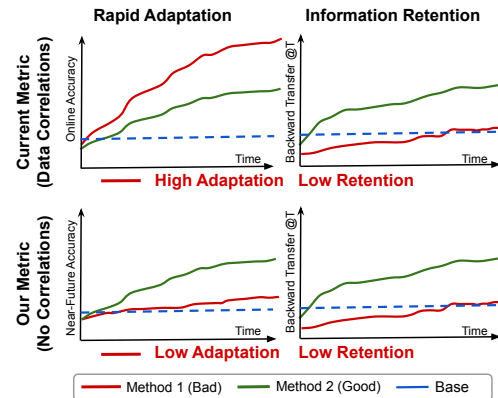 Rapid Adaptation
Information Retention
Current Metric
(Data Correlations)
Online Accuracy
Time
Backward Transfer @T
Time
High Adaptation
Low Retention
Our Metric
(No Correlations)
Near-Future Accuracy
Time
Backward Transfer @T
Time
Low Adaptation
Low Retention
Method 1 (Bad)
Method 2 (Good)
Base